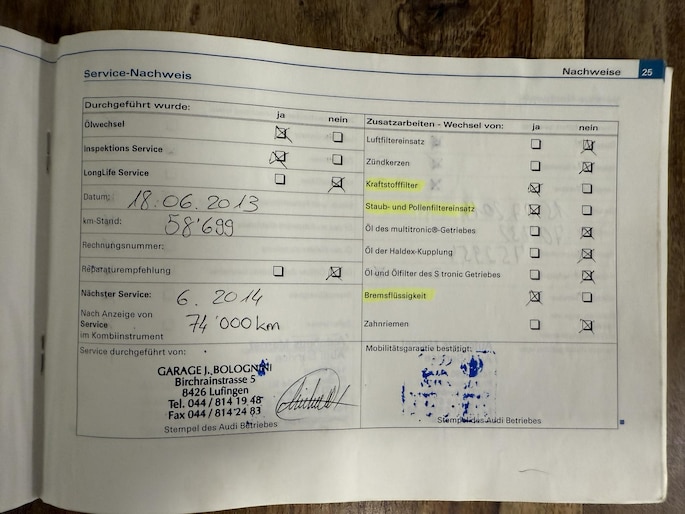 Service-Nachweis
Nachweise 25
Durchgeführt wurde:
ja nein
Ölwechsel
Inspektions Service
LongLife Service
Datum: 18.06.2013
km-Stand: 58'699
Rechnungsnummer:
Reparaturempfehlung
Nächster Service: 6. 2014
Nach Anzeige von
Service 74'000km
im Kombiinstrument
Service durchgeführt von:
GARAGE J. BOLOGNINI
Birchrainstrasse 5
8426 Lufingen
Tel. 044 / 814 19 48
Fax 044 / 814'24 83
Stempel des Audi Betriebes
Zusatzarbeiten - Wechsel von: ja nein
Luftfiltereinsatz
Zündkerzen
Kraftstofffilter
Staub- und Pollenfiltereinsatz
Öl des multitronic®-Getriebes
Öl der Haldex-Kupplung
Öl und Ölfilter des S tronic Getriebes
Bremsflüssigkeit
Zahnriemen
Mobilitätsgarantie bestätigt:
Stempel des Audi Betriebes